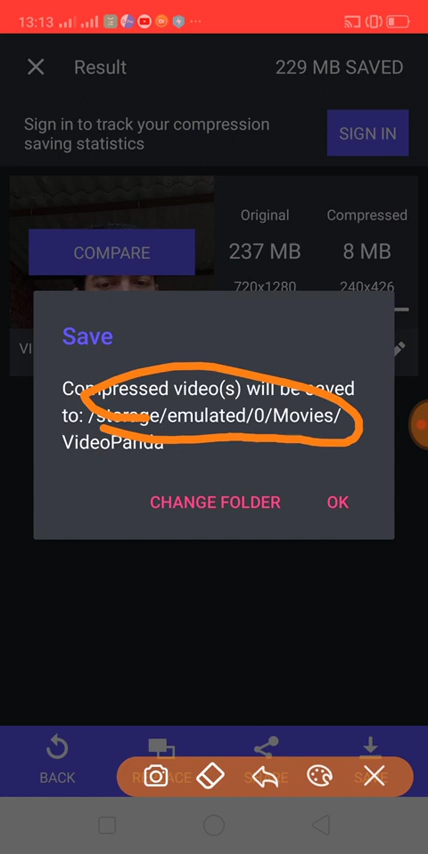 13:13
Result
229 MB SAVED
Sign in to track your compression
saving statistics
SIGN IN
COMPARE
Original
Compressed
237 MB
8 MB
720x1280
240x426
Save
Compressed video(s) will be saved
to: /storage/emulated/0/Movies/
VideoPanda
CHANGE FOLDER
OK
BACK